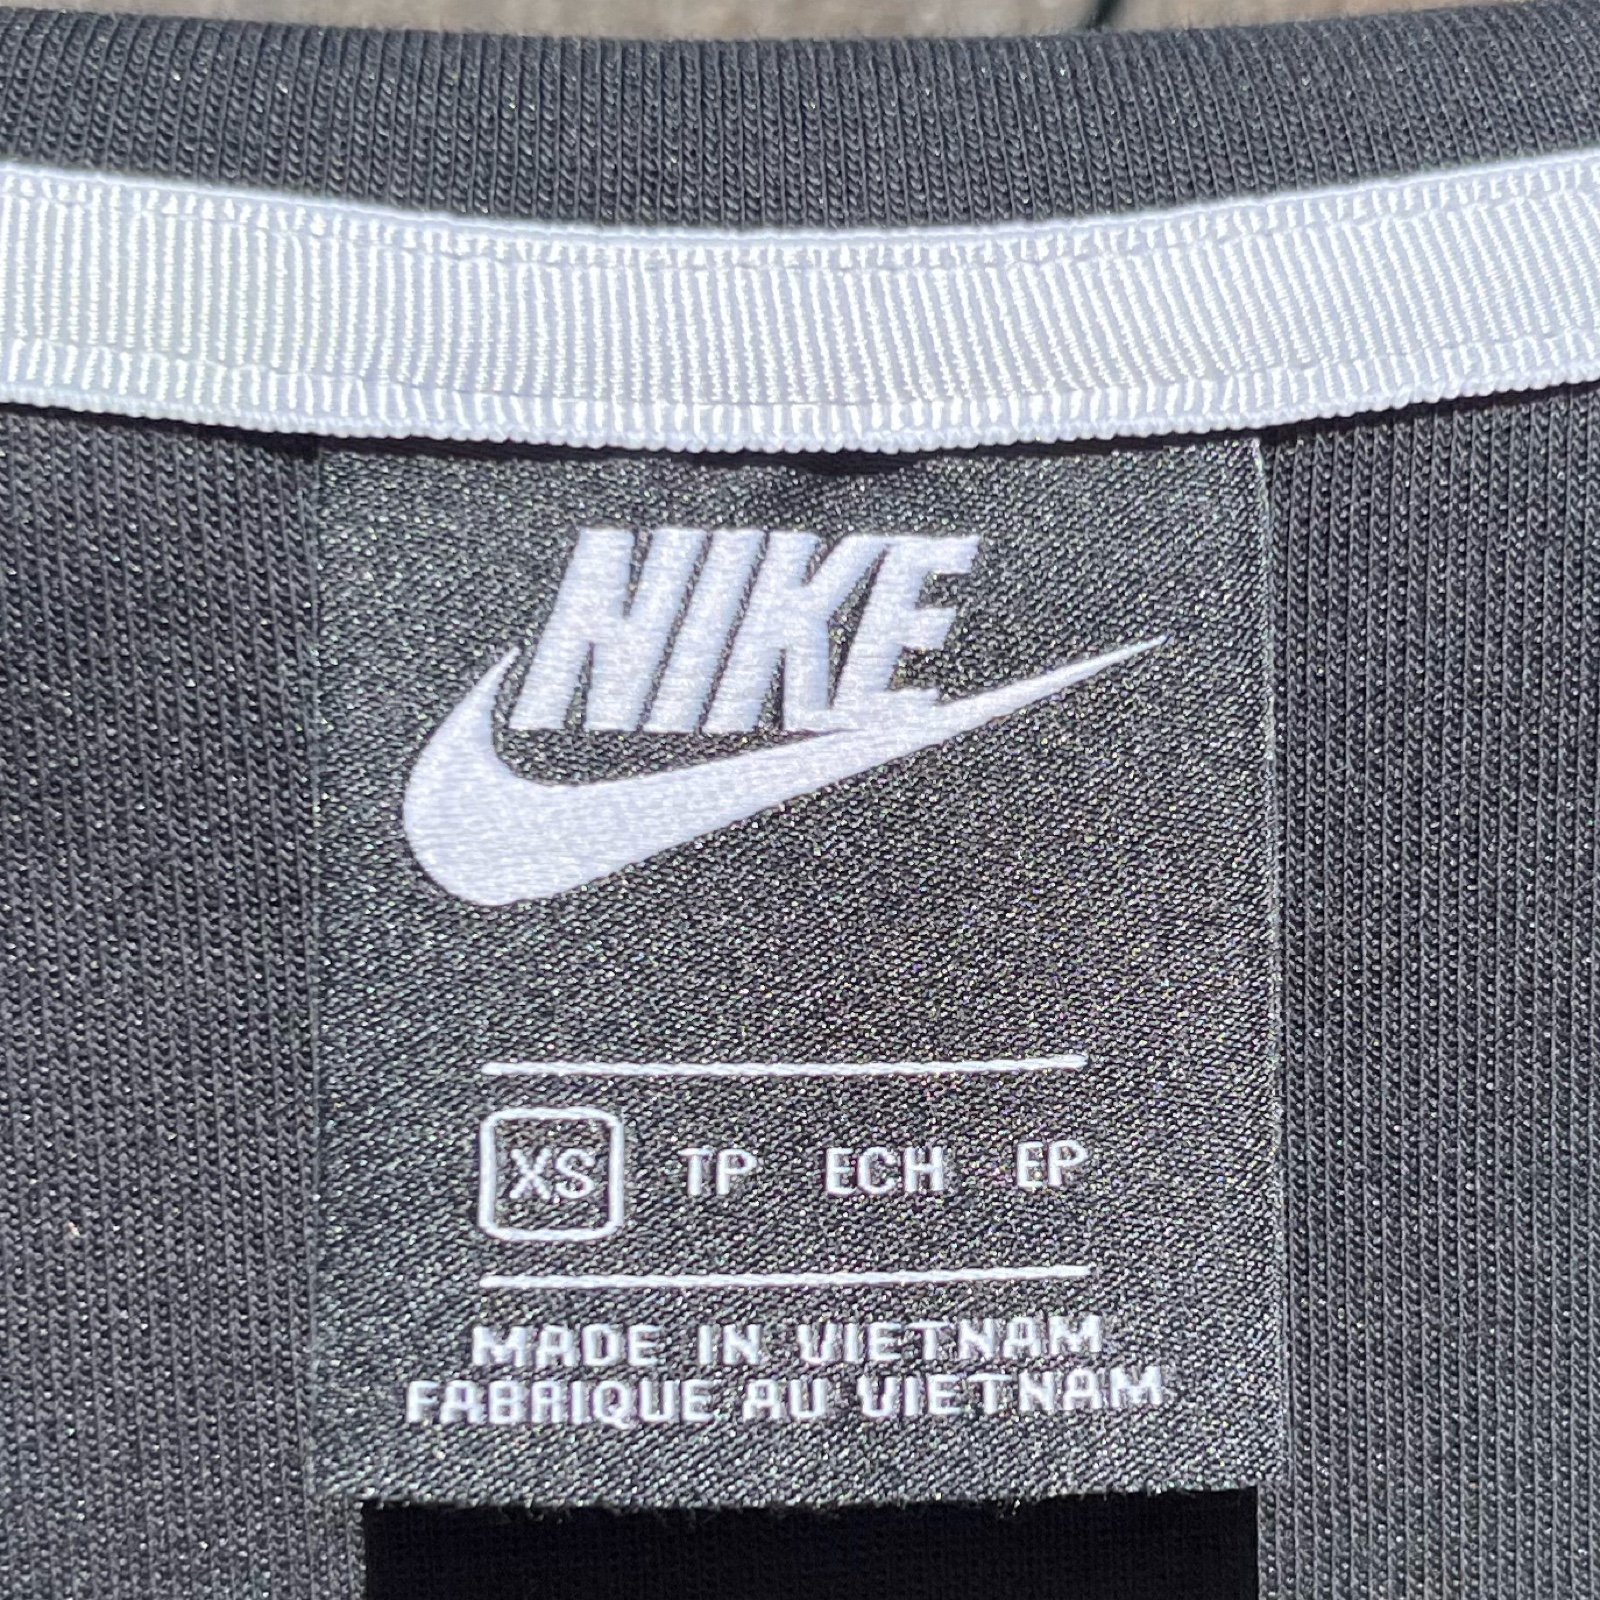 NIKE
XS TP ECH EP
MADE IN VIETNAM
FABRIQUE AU VIETNAM